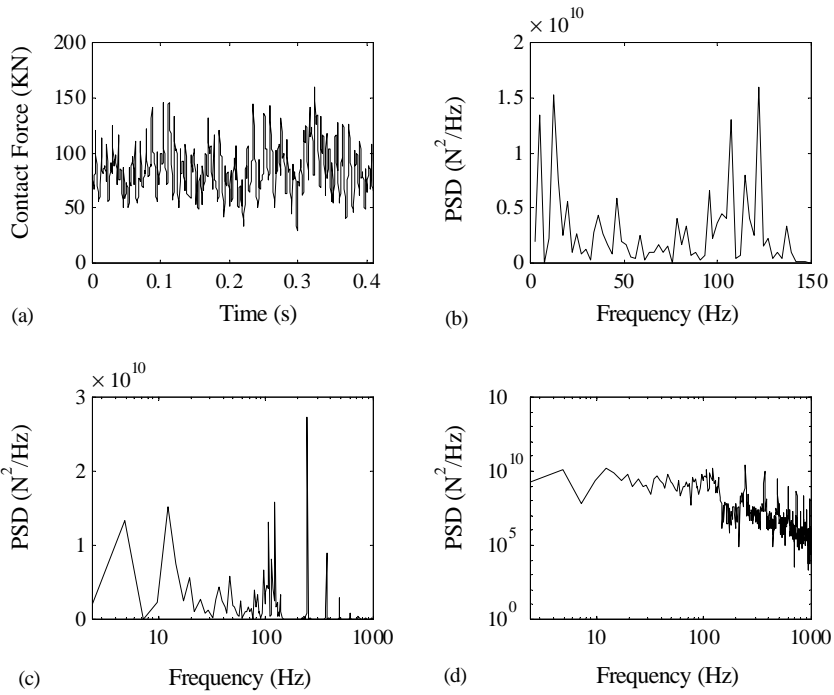 200
150
100
50
0
0 0.1 0.2 0.3 0.4
Contact Force (KN)
Time (s)
(a)
× 10^10
2
1.5
1
0.5
0
0 50 100 150
PSD (N^2/Hz)
Frequency (Hz)
(b)
× 10^10
3
2
1
0
10 100 1000
PSD (N^2/Hz)
Frequency (Hz)
(c)
10
10^10
10^5
10^0
10 100 1000
PSD (N^2/Hz)
Frequency (Hz)
(d)